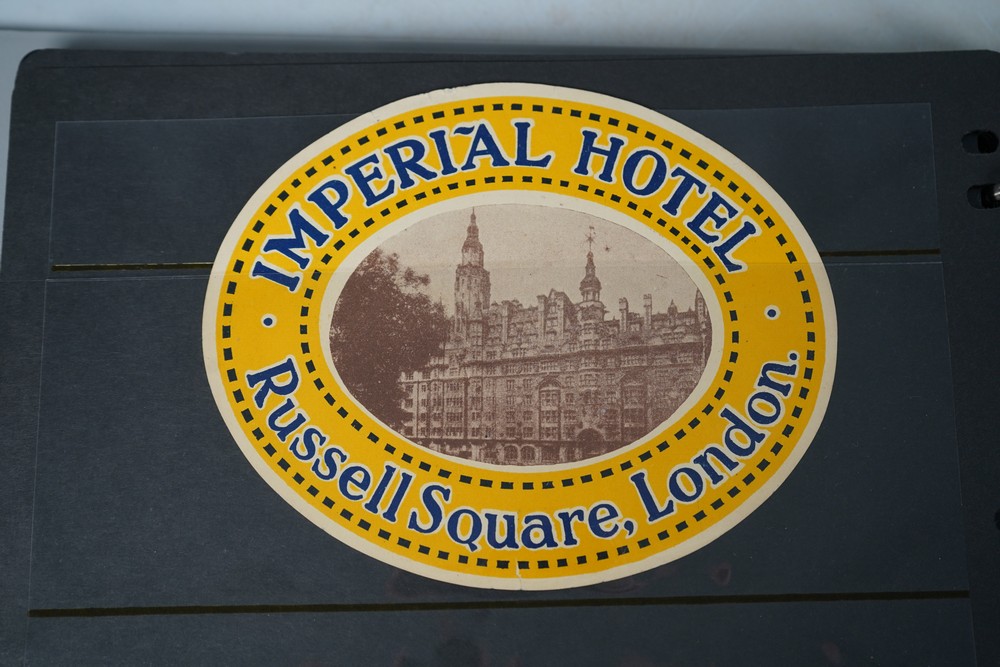 IMPERIAL HOTEL
Russell Square, London.